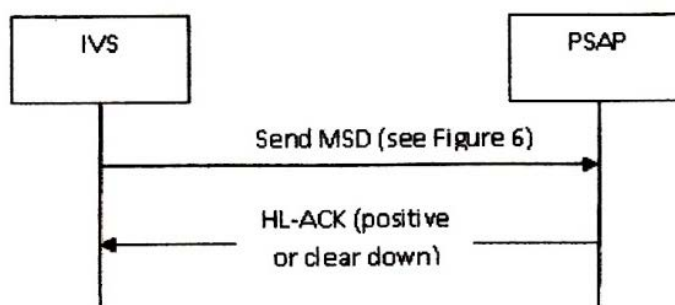 IVS
PSAP
Send MSD (see Figure 6)
HL-ACK (positive
or clear down)